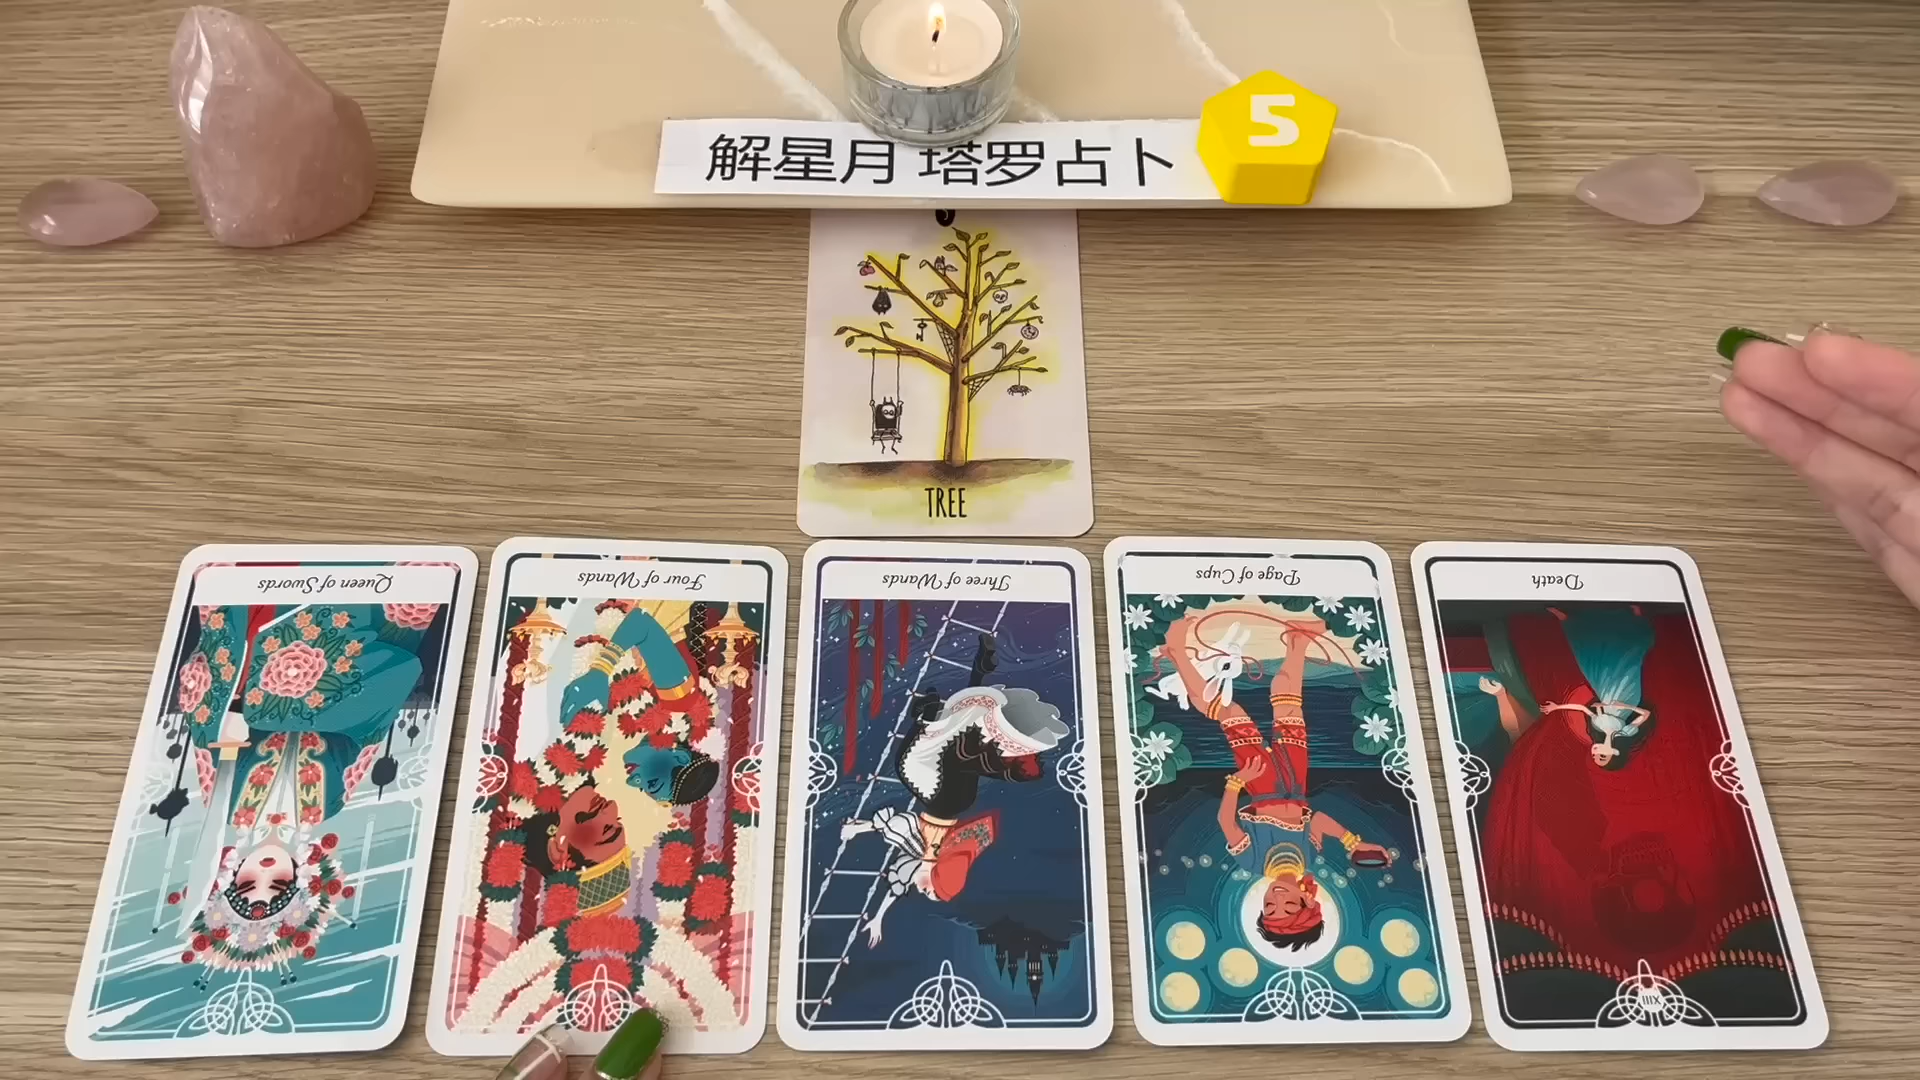 解星月 塔罗占卜
5
5
TREE
Queen of Swords
Four of Wands
Three of Wands
Page of Cups
Death
XIII